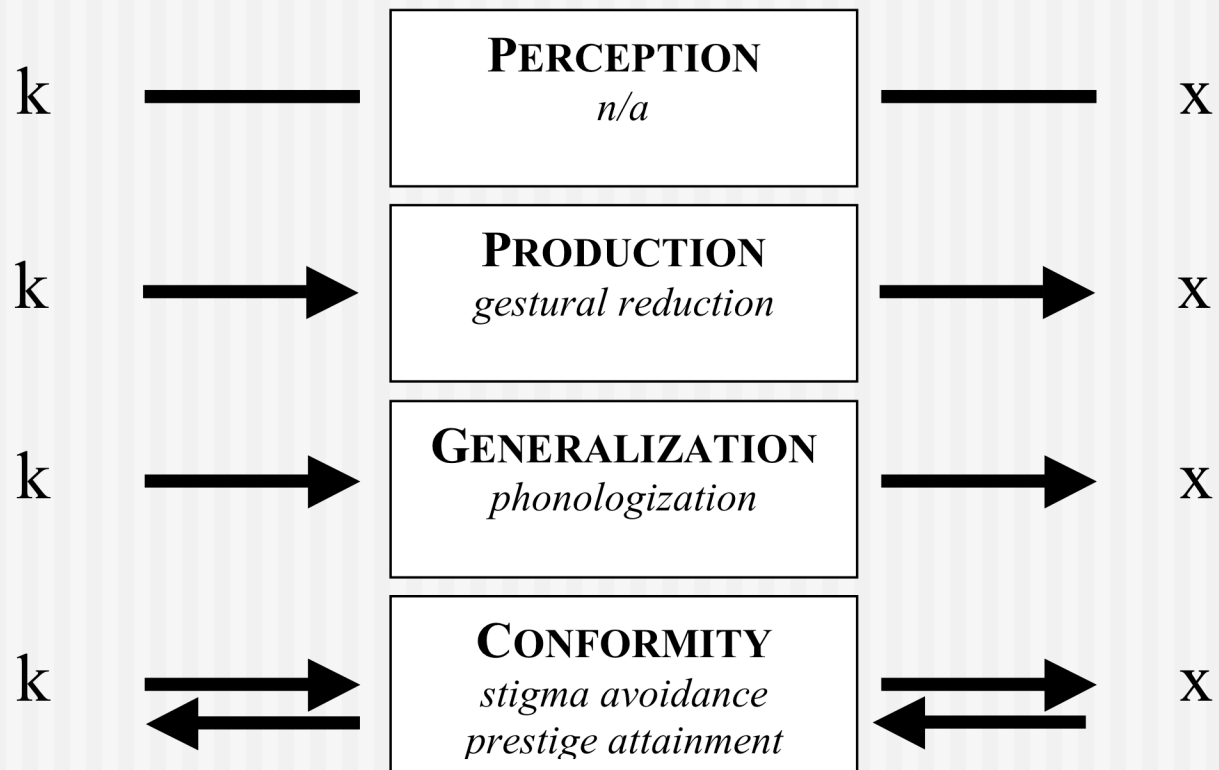 PERCEPTION
k n/a x
PRODUCTION
k gestural reduction x
GENERALIZATION
k phonologization x
CONFORMITY
k stigma avoidance x
prestige attainment